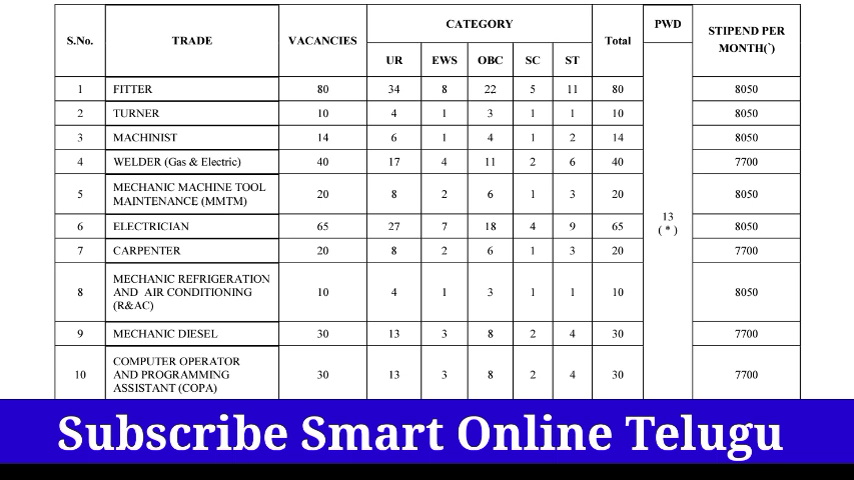 S.No. TRADE VACANCIES CATEGORY Total PWD STIPEND PER MONTH(`)
UR EWS OBC SC ST
1 FITTER 80 34 8 22 5 11 80 8050
2 TURNER 10 4 1 3 1 1 10 8050
3 MACHINIST 14 6 1 4 1 2 14 8050
4 WELDER (Gas & Electric) 40 17 4 11 2 6 40 7700
5 MECHANIC MACHINE TOOL MAINTENANCE (MMTM) 20 8 2 6 1 3 20 8050
13 (*)
6 ELECTRICIAN 65 27 7 18 4 9 65 8050
7 CARPENTER 20 8 2 6 1 3 20 7700
8 MECHANIC REFRIGERATION AND AIR CONDITIONING (R&AC) 10 4 1 3 1 1 10 8050
9 MECHANIC DIESEL 30 13 3 8 2 4 30 7700
10 COMPUTER OPERATOR AND PROGRAMMING ASSISTANT (COPA) 30 13 3 8 2 4 30 7700
Subscribe Smart Online Telugu